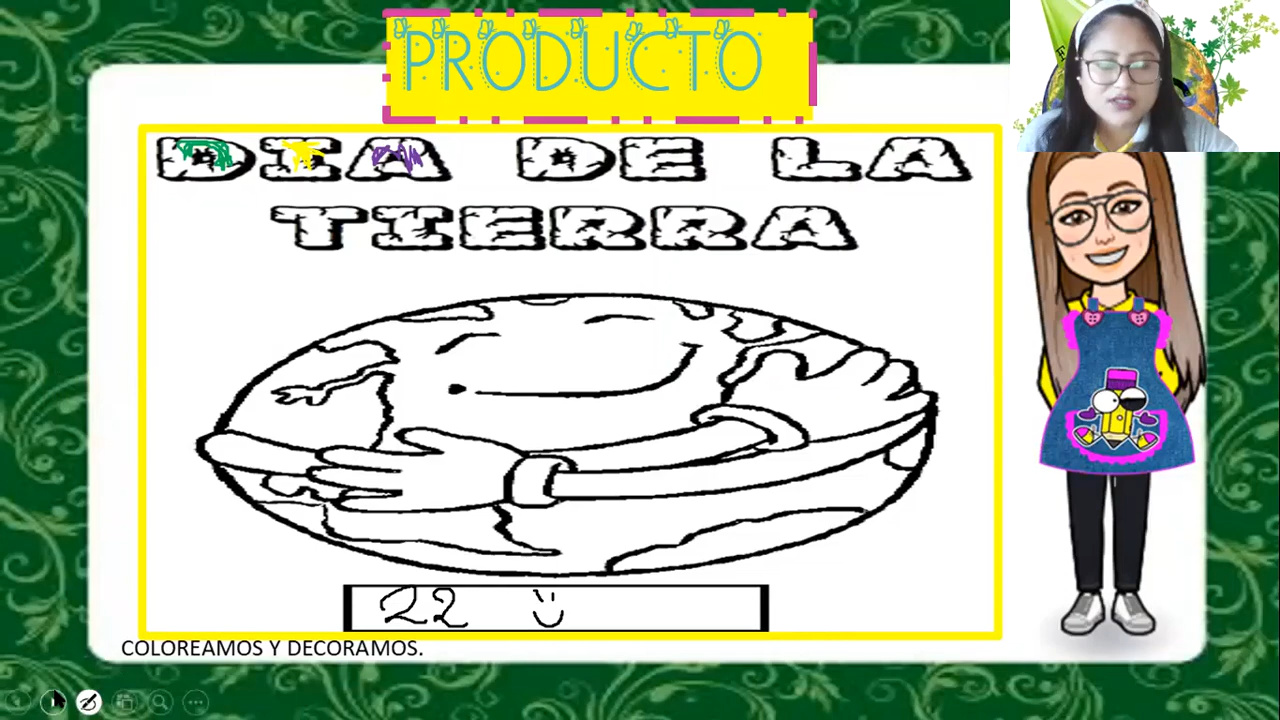 PRODUCTO
DIA DE LA
TIERRA
22
COLOREAMOS Y DECORAMOS.